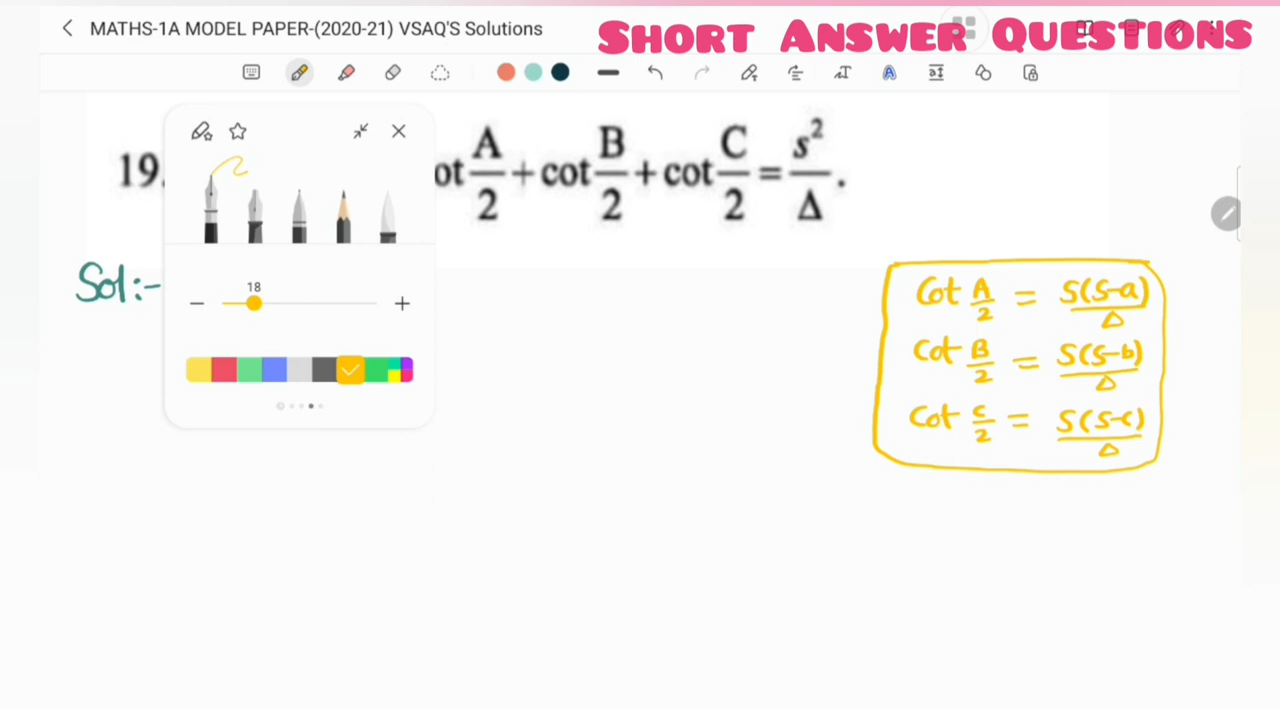 MATHS-1A MODEL PAPER-(2020-21) VSAQ'S Solutions
SHORT ANSWER QUESTIONS
19. ot A/2 + cot B/2 + cot C/2 = s²/Δ .
Sol:-
18
Cot A/2 = S(S-a)/Δ
Cot B/2 = S(S-b)/Δ
Cot C/2 = S(S-c)/Δ